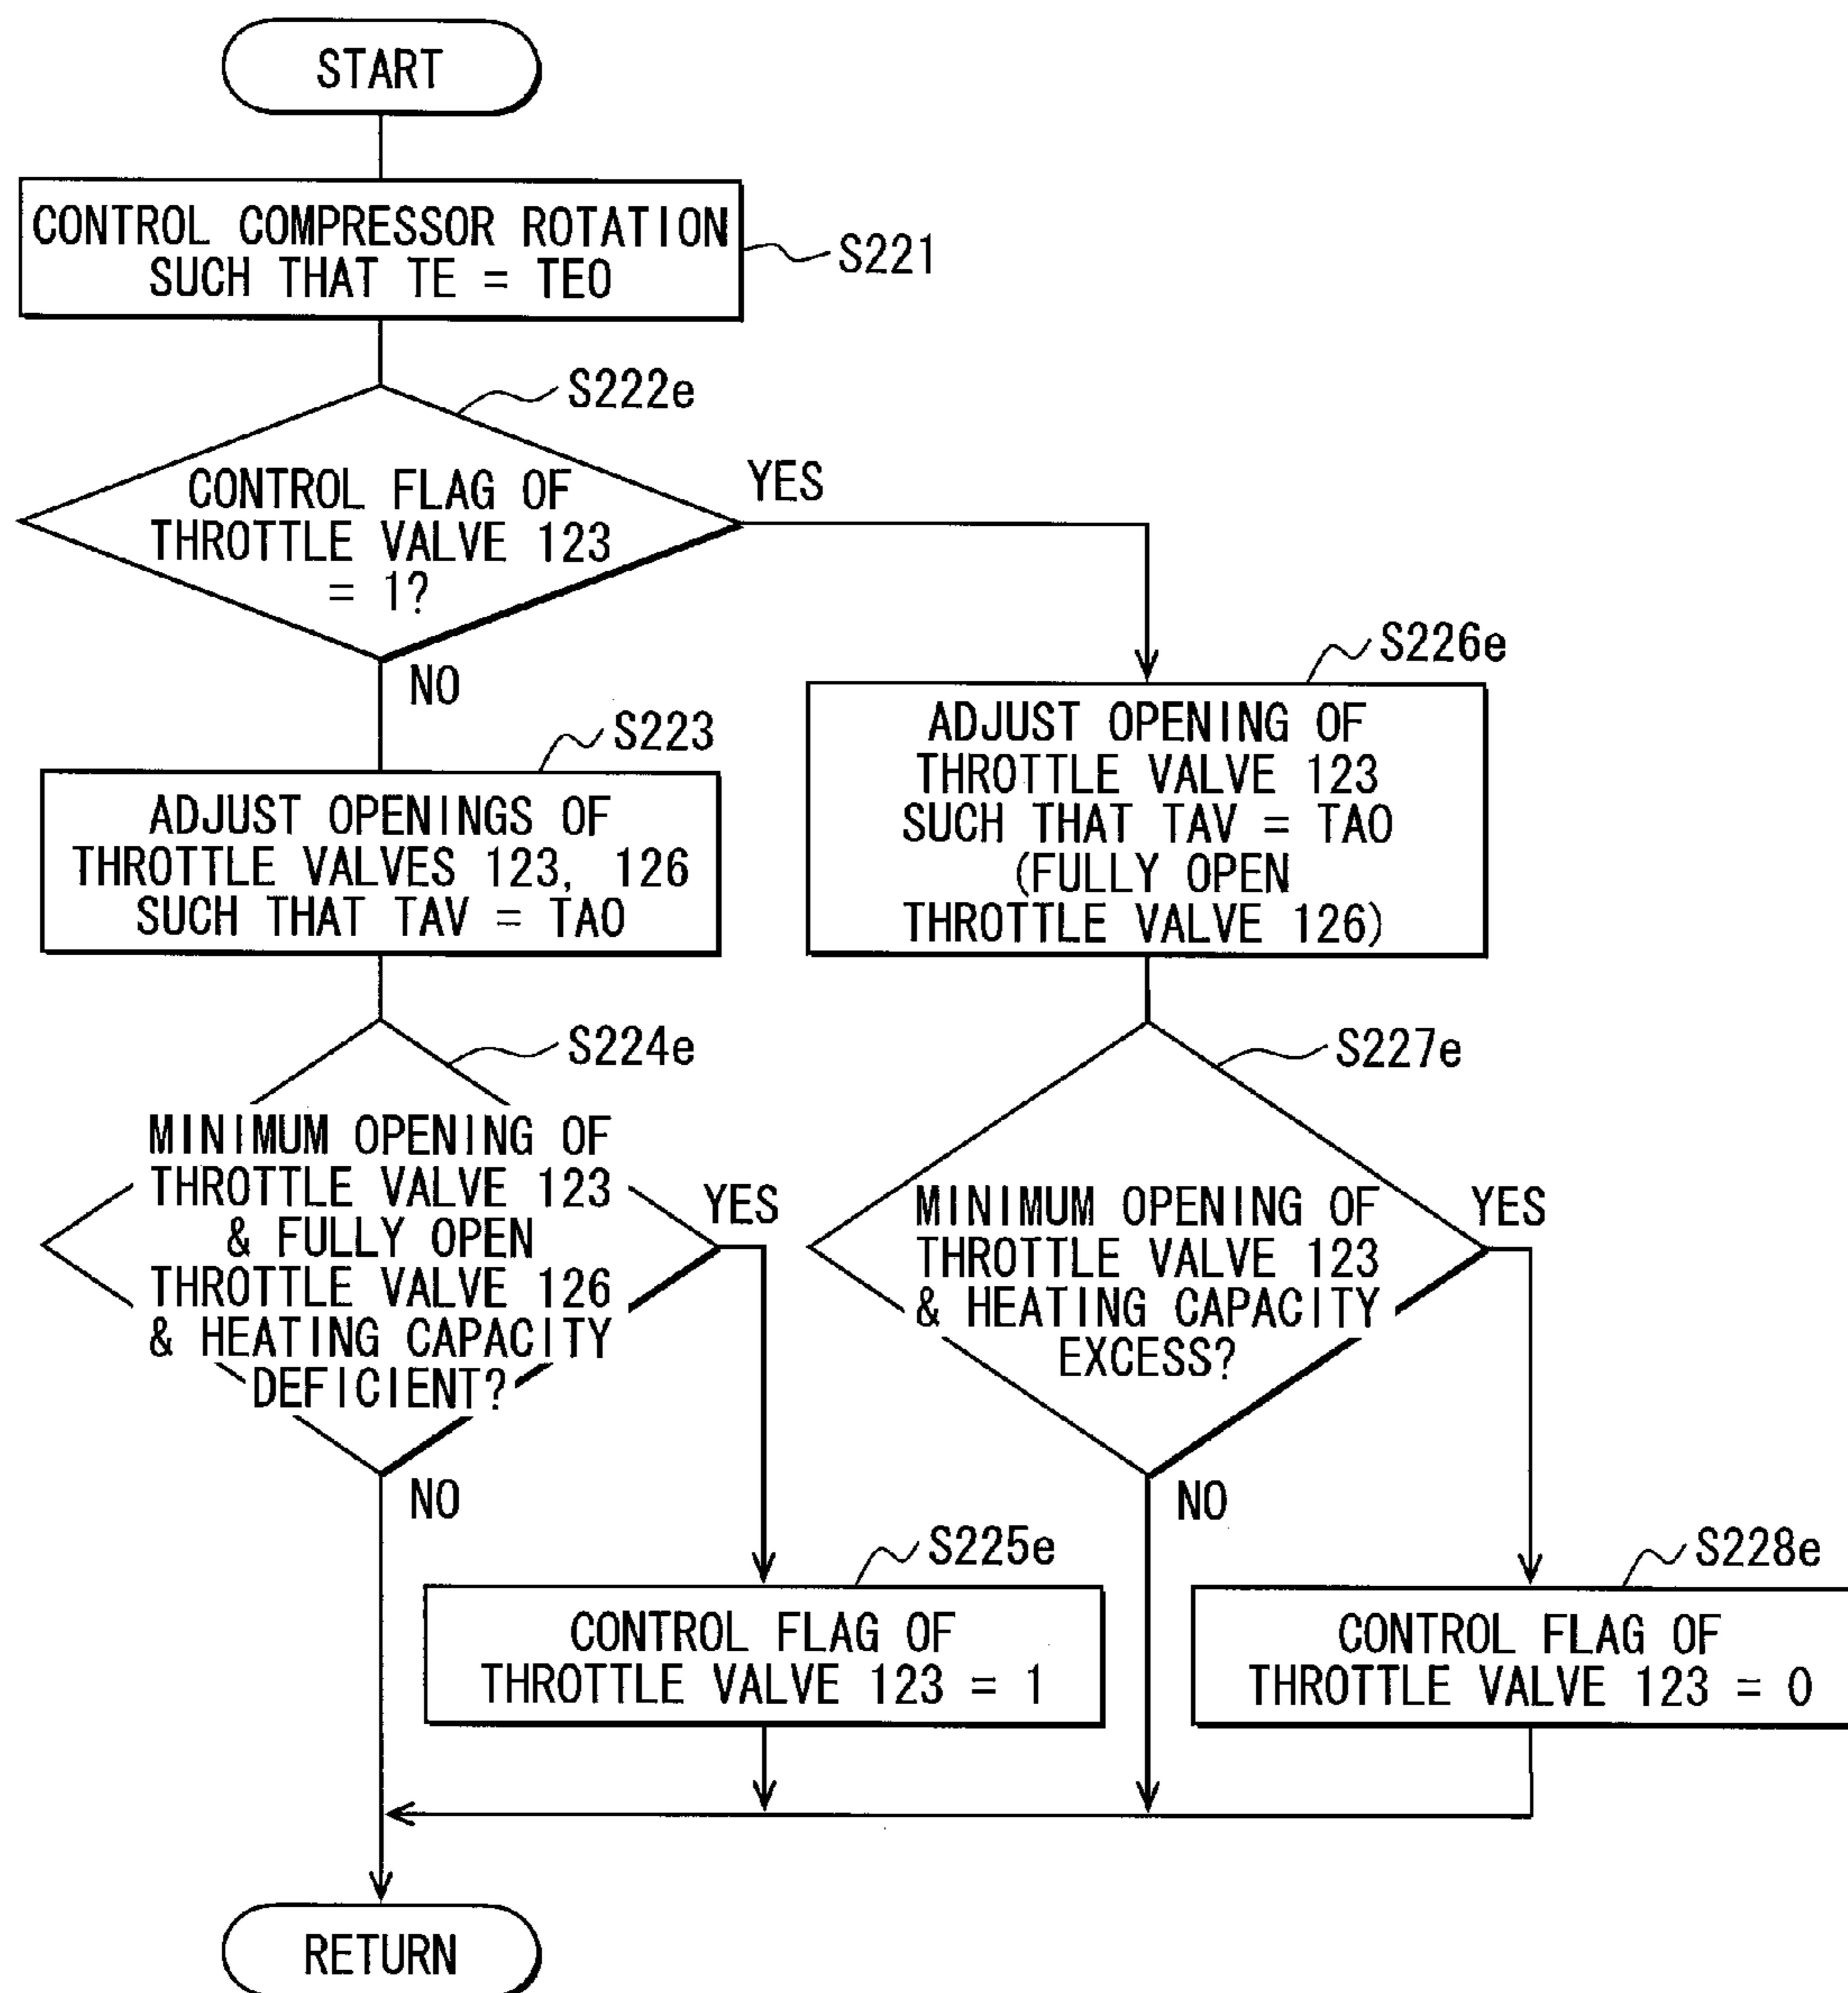 START
CONTROL COMPRESSOR ROTATION
SUCH THAT TE = TEO
S221
S222e
CONTROL FLAG OF
THROTTLE VALVE 123
= 1?
YES
NO
S223
ADJUST OPENINGS OF
THROTTLE VALVES 123, 126
SUCH THAT TAV = TAO
S226e
ADJUST OPENING OF
THROTTLE VALVE 123
SUCH THAT TAV = TAO
(FULLY OPEN
THROTTLE VALVE 126)
S224e
MINIMUM OPENING OF
THROTTLE VALVE 123
& FULLY OPEN
THROTTLE VALVE 126
& HEATING CAPACITY
DEFICIENT?
YES
NO
S227e
MINIMUM OPENING OF
THROTTLE VALVE 123
& HEATING CAPACITY
EXCESS?
YES
NO
S225e
CONTROL FLAG OF
THROTTLE VALVE 123 = 1
S228e
CONTROL FLAG OF
THROTTLE VALVE 123 = 0
RETURN